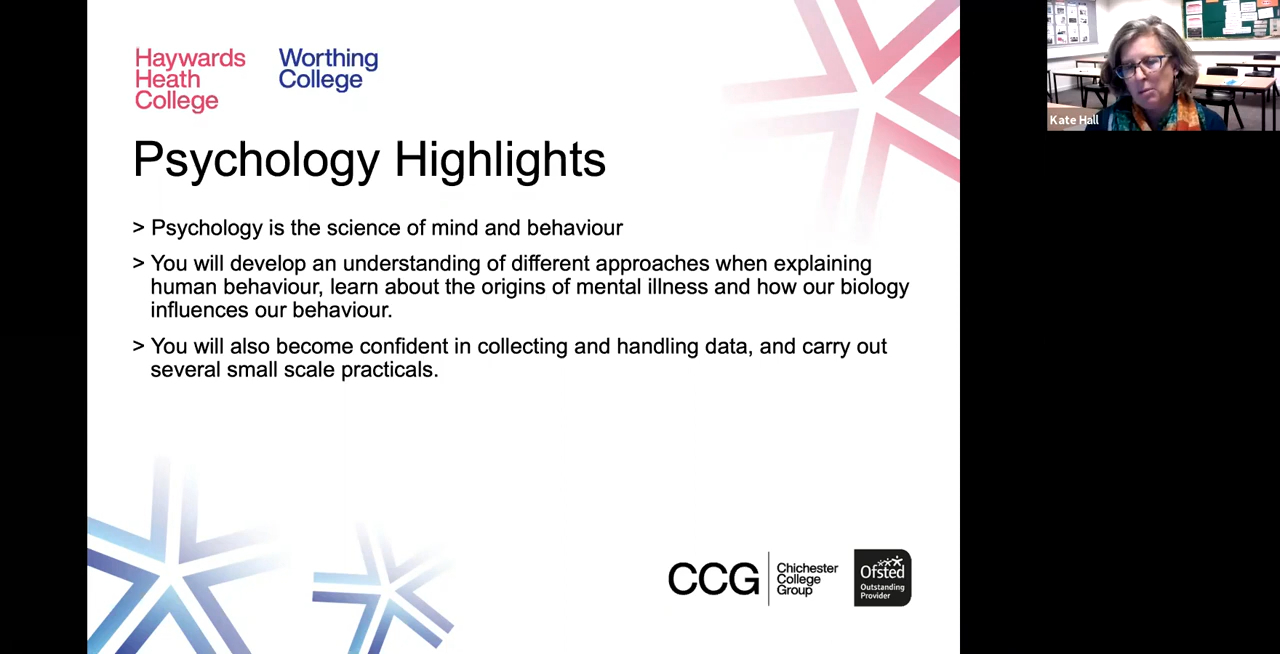 Haywards
Heath
College
Worthing
College
Psychology Highlights
> Psychology is the science of mind and behaviour
> You will develop an understanding of different approaches when explaining
human behaviour, learn about the origins of mental illness and how our biology
influences our behaviour.
> You will also become confident in collecting and handling data, and carry out
several small scale practicals.
CCG
Chichester
College
Group
Ofsted
Outstanding
Provider
Kate Hall